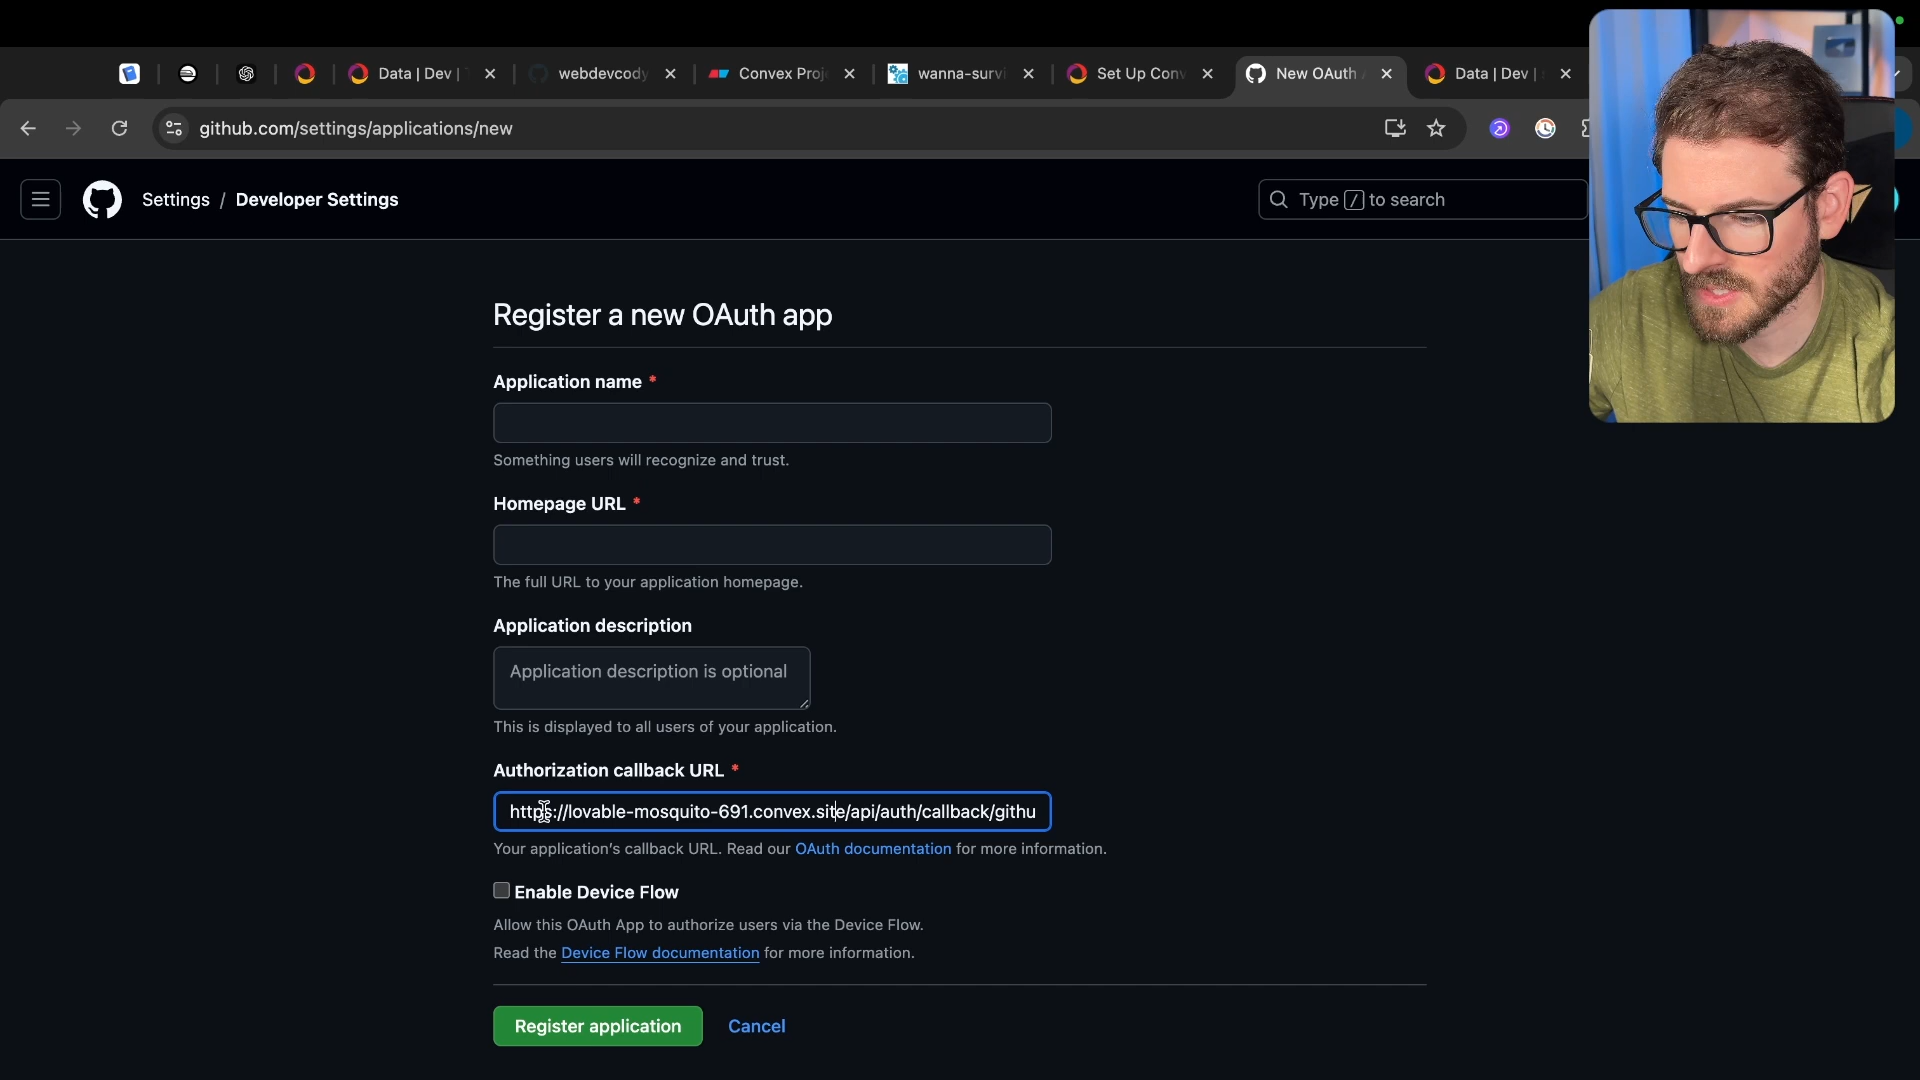 Data | Dev |
webdevcody
Convex Proj
wanna-survi
Set Up Conv
New OAuth
Data | Dev |
github.com/settings/applications/new
Settings / Developer Settings
Type / to search
Register a new OAuth app
Application name *
Something users will recognize and trust.
Homepage URL *
The full URL to your application homepage.
Application description
Application description is optional
This is displayed to all users of your application.
Authorization callback URL *
https://lovable-mosquito-691.convex.site/api/auth/callback/githu
Your application's callback URL. Read our OAuth documentation for more information.
Enable Device Flow
Allow this OAuth App to authorize users via the Device Flow.
Read the Device Flow documentation for more information.
Register application
Cancel